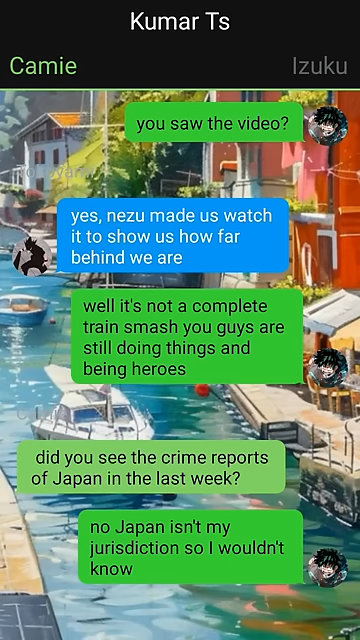 Kumar Ts
Camie
Izuku
you saw the video?
yes, nezu made us watch
it to show us how far
behind we are
well it's not a complete
train smash you guys are
still doing things and
being heroes
did you see the crime reports
of Japan in the last week?
no Japan isn't my
jurisdiction so I wouldn't
know